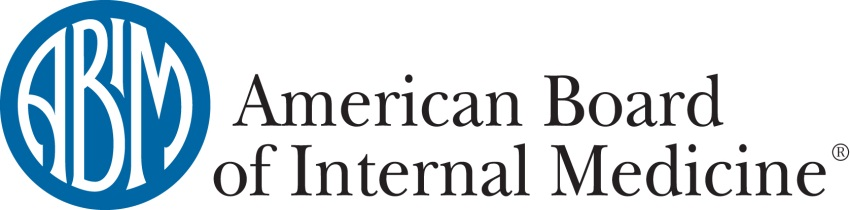 ABIM
American Board
of Internal Medicine®